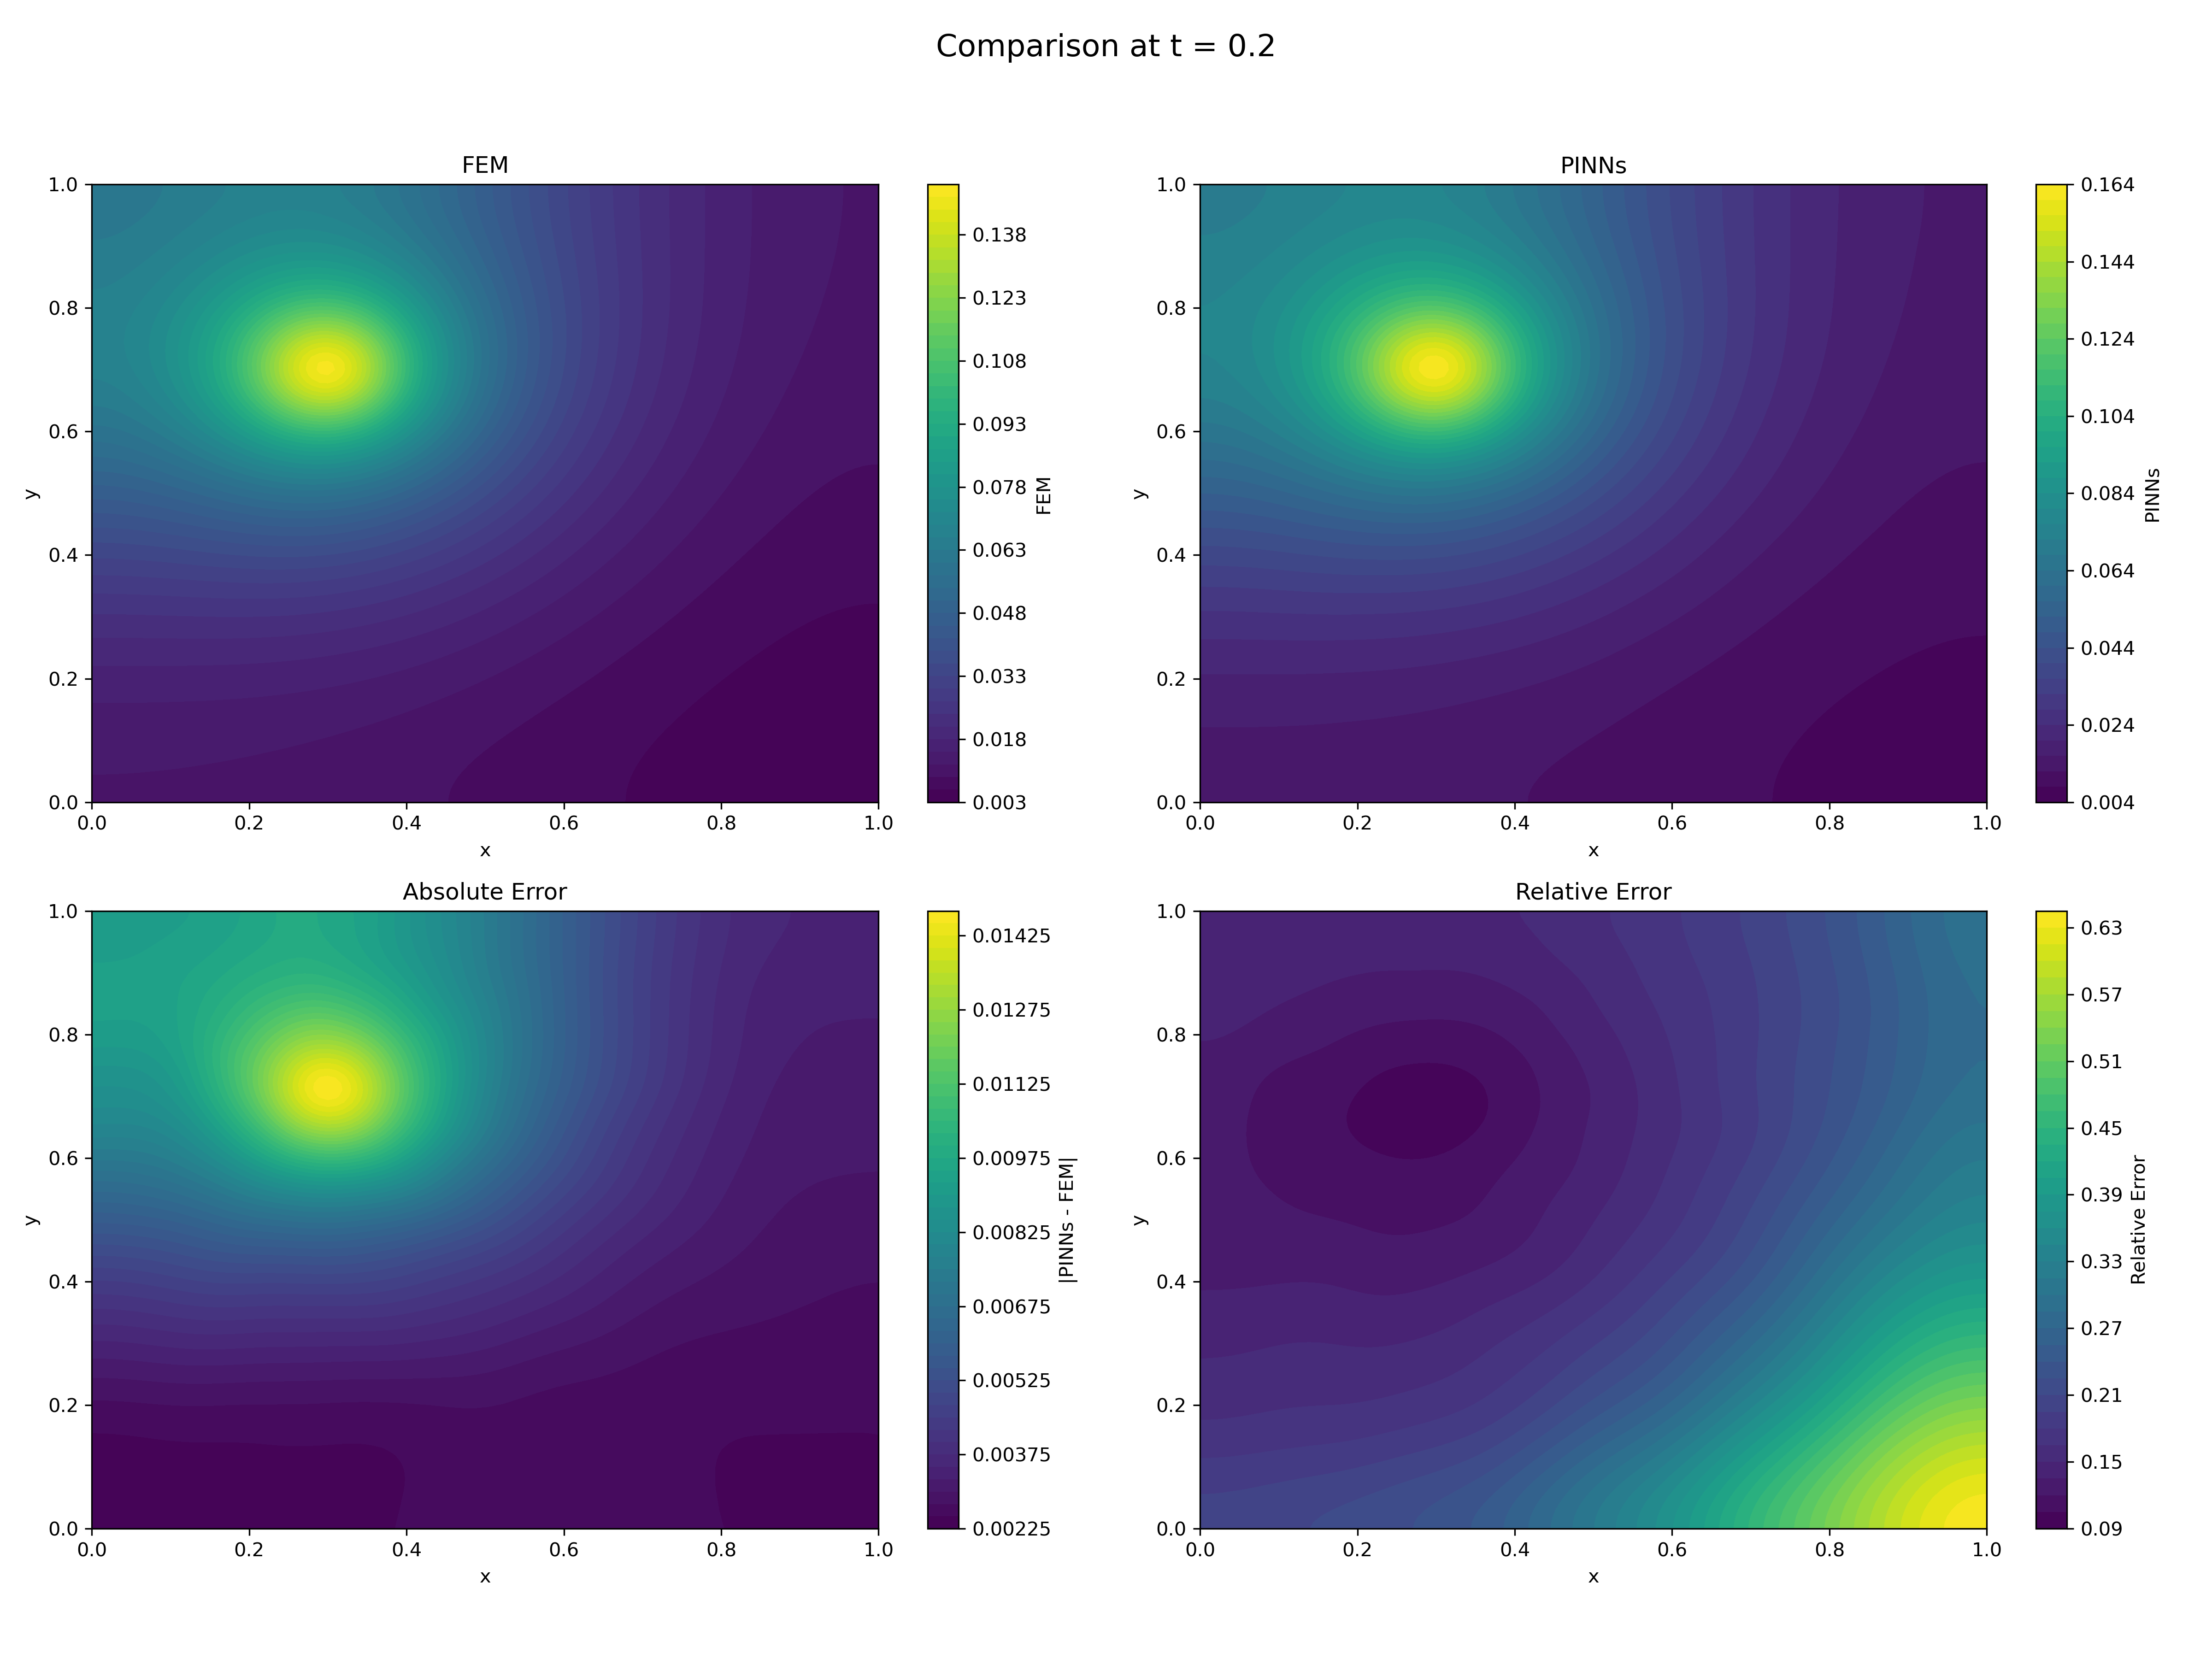 Comparison at t = 0.2
FEM
1.0
0.8
0.6
0.4
0.2
0.0
y
0.0 0.2 0.4 0.6 0.8 1.0
x
0.138
0.123
0.108
0.093
0.078
0.063
0.048
0.033
0.018
0.003
FEM
PINNs
1.0
0.8
0.6
0.4
0.2
0.0
y
0.0 0.2 0.4 0.6 0.8 1.0
x
0.164
0.144
0.124
0.104
0.084
0.064
0.044
0.024
0.004
PINNs
Absolute Error
1.0
0.8
0.6
0.4
0.2
0.0
y
0.0 0.2 0.4 0.6 0.8 1.0
x
0.01425
0.01275
0.01125
0.00975
0.00825
0.00675
0.00525
0.00375
0.00225
|PINNs - FEM|
Relative Error
1.0
0.8
0.6
0.4
0.2
0.0
y
0.0 0.2 0.4 0.6 0.8 1.0
x
0.63
0.57
0.51
0.45
0.39
0.33
0.27
0.21
0.15
0.09
Relative Error